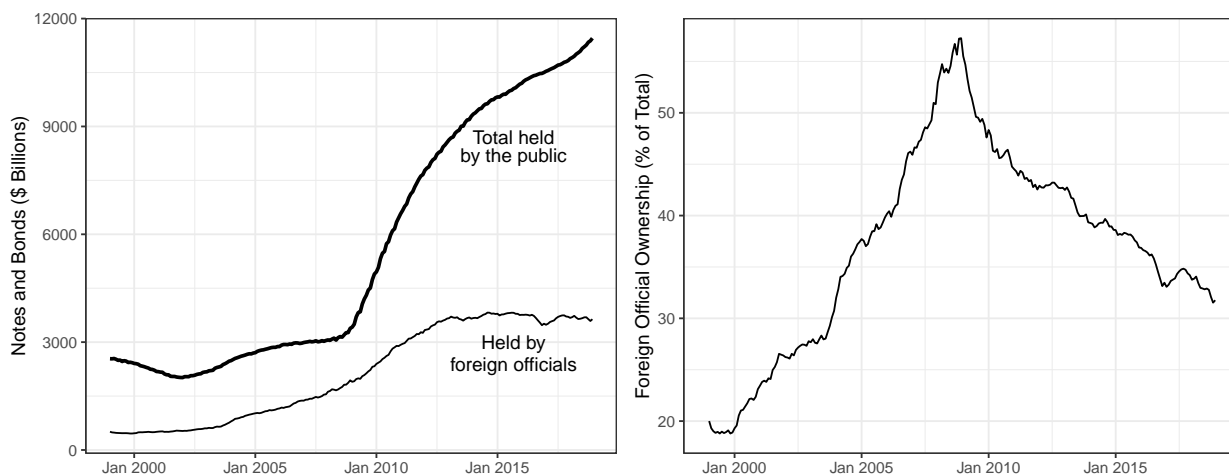 Notes and Bonds ($ Billions)
12000
9000
6000
3000
0
Total held
by the public
Held by
foreign officials
Jan 2000 Jan 2005 Jan 2010 Jan 2015
Foreign Official Ownership (% of Total)
50
40
30
20
Jan 2000 Jan 2005 Jan 2010 Jan 2015